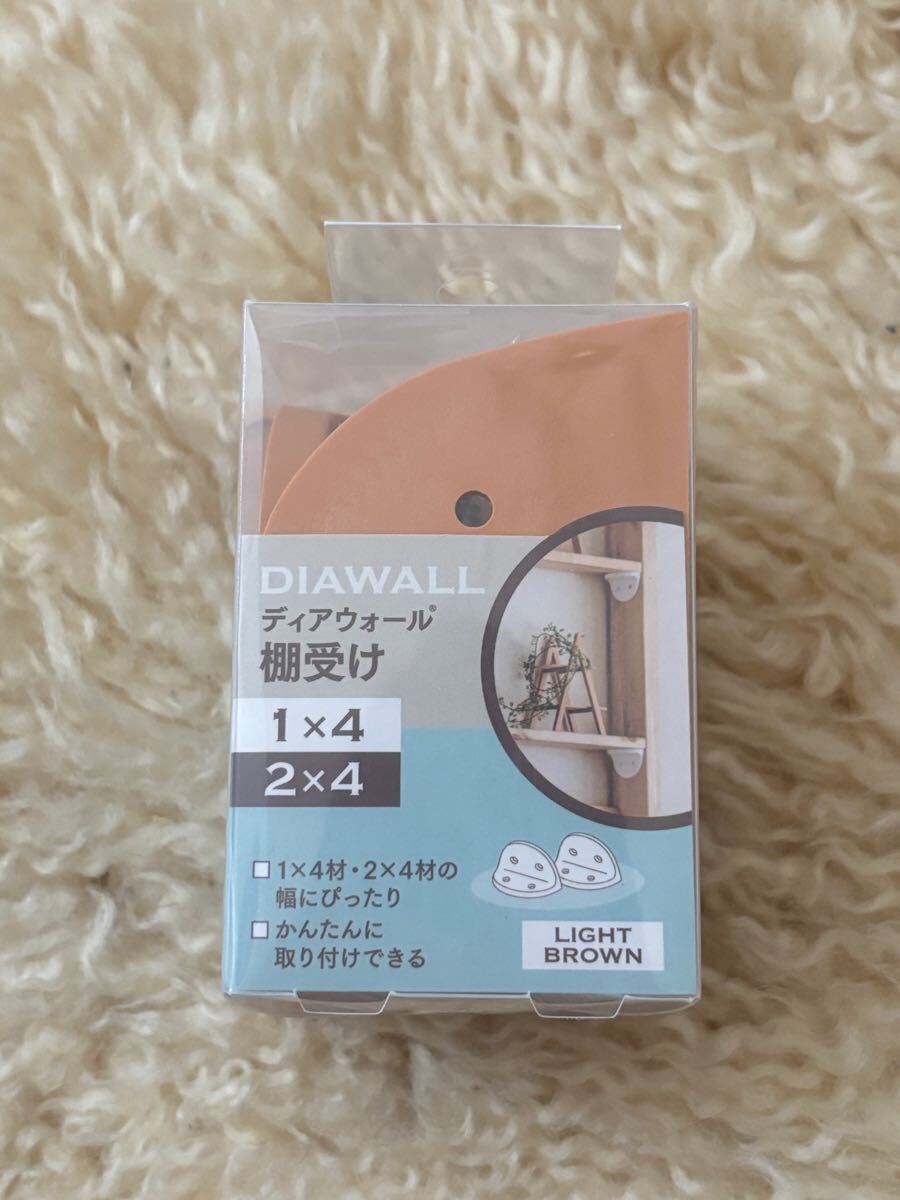 DIAWALL
ディアウォール®
棚受け
1×4
2×4
□ 1×4材・2×4材の
幅にぴったり
□ かんたんに
取り付けできる
LIGHT
BROWN